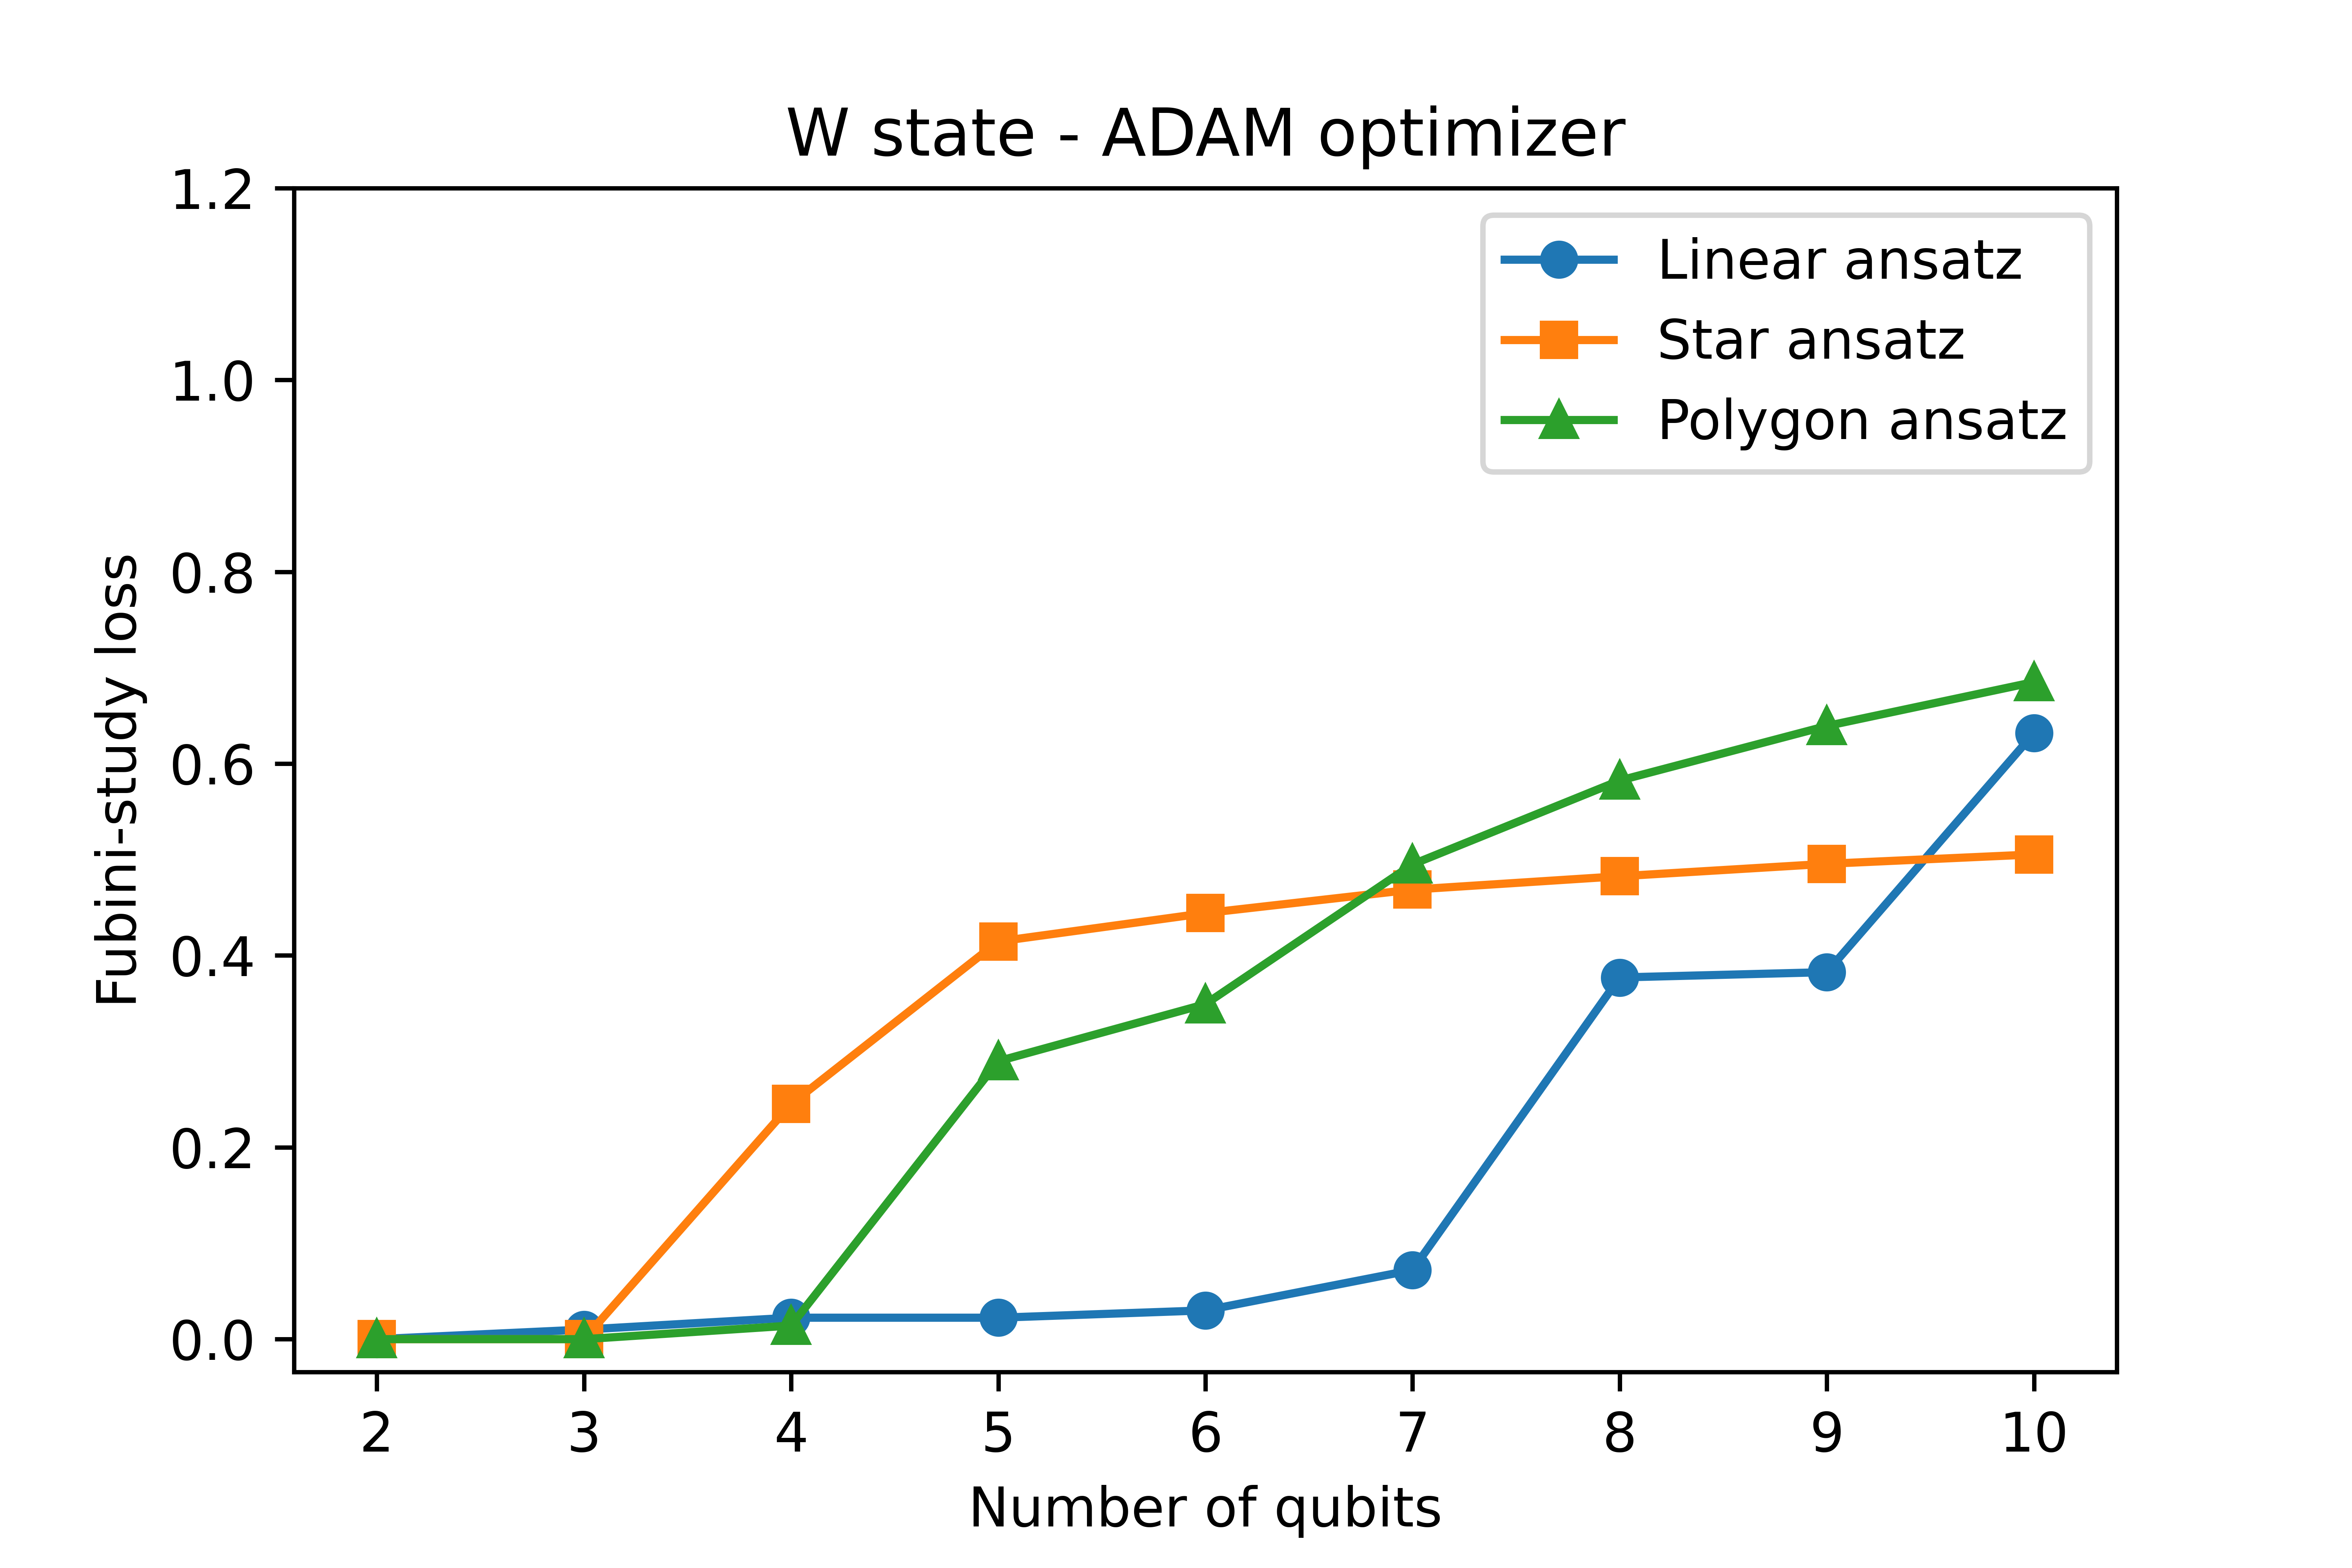 W state - ADAM optimizer
1.2
1.0
0.8
0.6
0.4
0.2
0.0
Fubini-study loss
Linear ansatz
Star ansatz
Polygon ansatz
2 3 4 5 6 7 8 9 10
Number of qubits